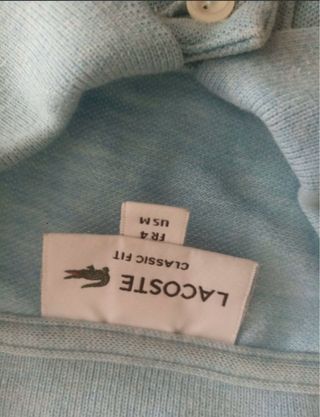 LACOSTE
CLASSIC FIT
FR 4
US M